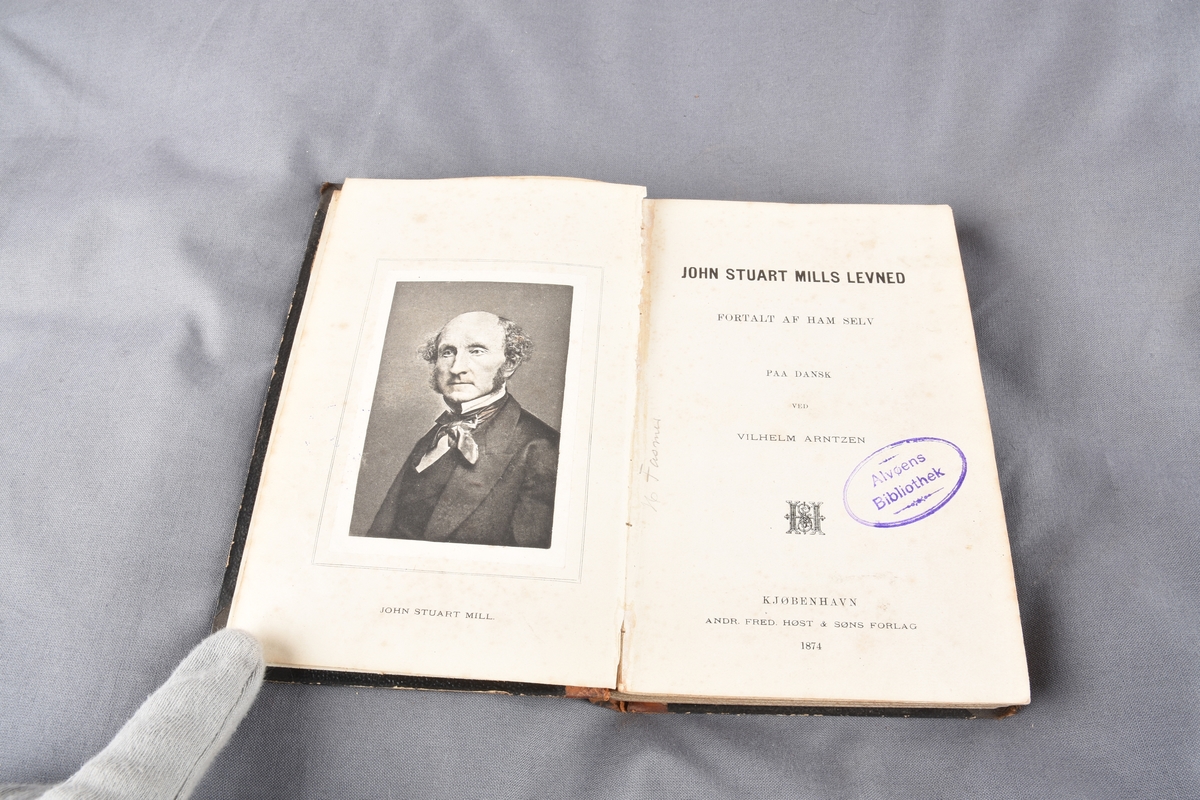 JOHN STUART MILL.
JOHN STUART MILLS LEVNED
FORTALT AF HAM SELV
PAA DANSK
VED
VILHELM ARNTZEN
Alvøens
Bibliothek
KJØBENHAVN
ANDR. FRED. HØST & SØNS FORLAG
1874